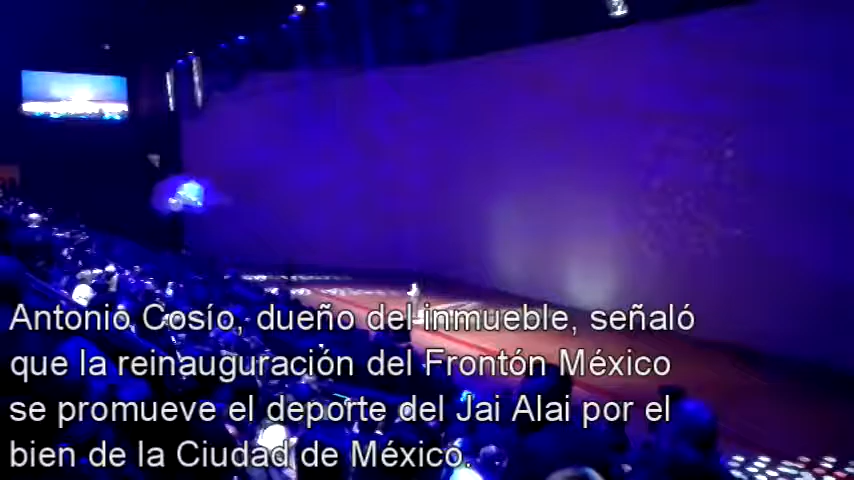 Antonio Cosío, dueño del inmueble, señaló
que la reinauguración del Frontón México
se promueve el deporte del Jai Alai por el
bien de la Ciudad de México.